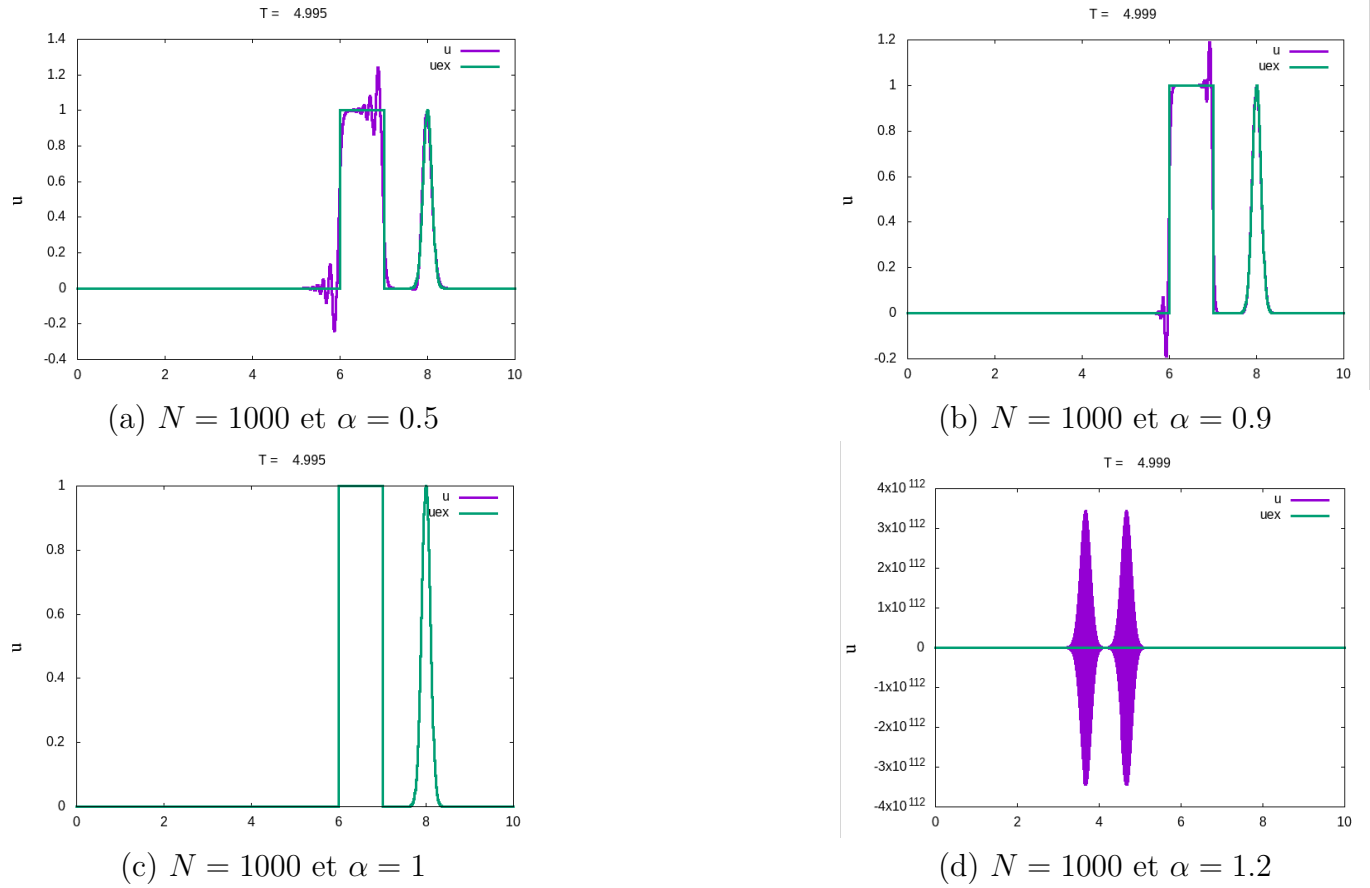 T = 4.995
1.4
1.2
1
0.8
0.6
0.4
0.2
0
-0.2
-0.4
u
u
uex
0 2 4 6 8 10
(a) N = 1000 et α = 0.5
T = 4.999
1.2
1
0.8
0.6
0.4
0.2
0
-0.2
u
u
uex
0 2 4 6 8 10
(b) N = 1000 et α = 0.9
T = 4.995
1
0.8
0.6
0.4
0.2
0
u
u
uex
0 2 4 6 8 10
(c) N = 1000 et α = 1
T = 4.999
4x10^112
3x10^112
2x10^112
1x10^112
0
-1x10^112
-2x10^112
-3x10^112
-4x10^112
u
u
uex
0 2 4 6 8 10
(d) N = 1000 et α = 1.2